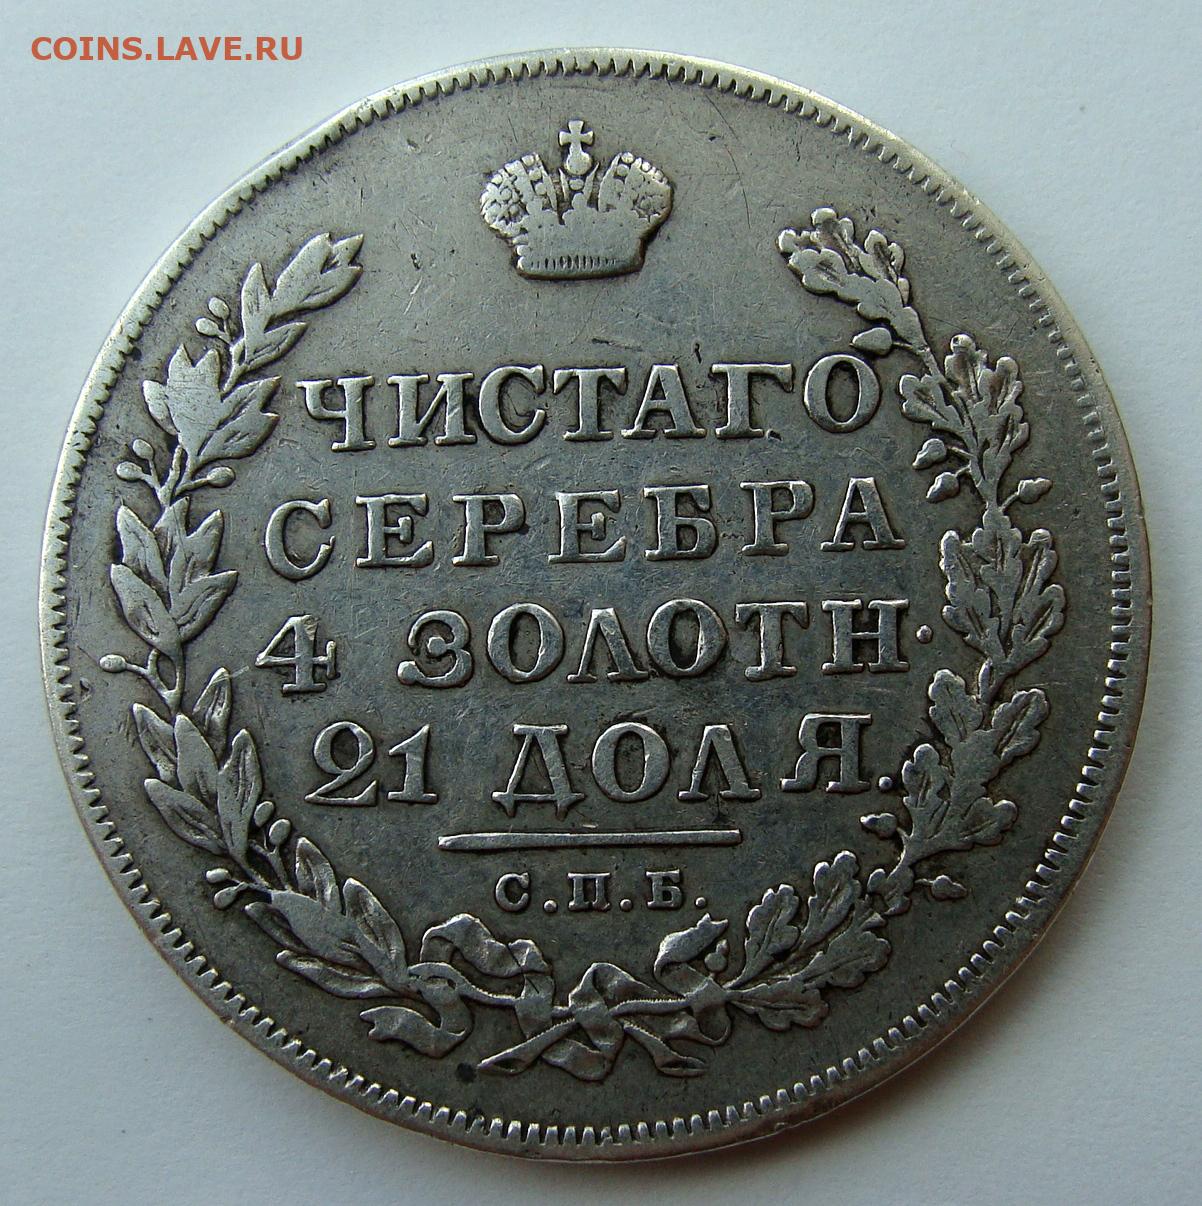 COINS.LAVE.RU
ЧИСТАГО
СЕРЕБРА
4 ЗОЛОТН.
21 ДОЛЯ.
С.П.Б.